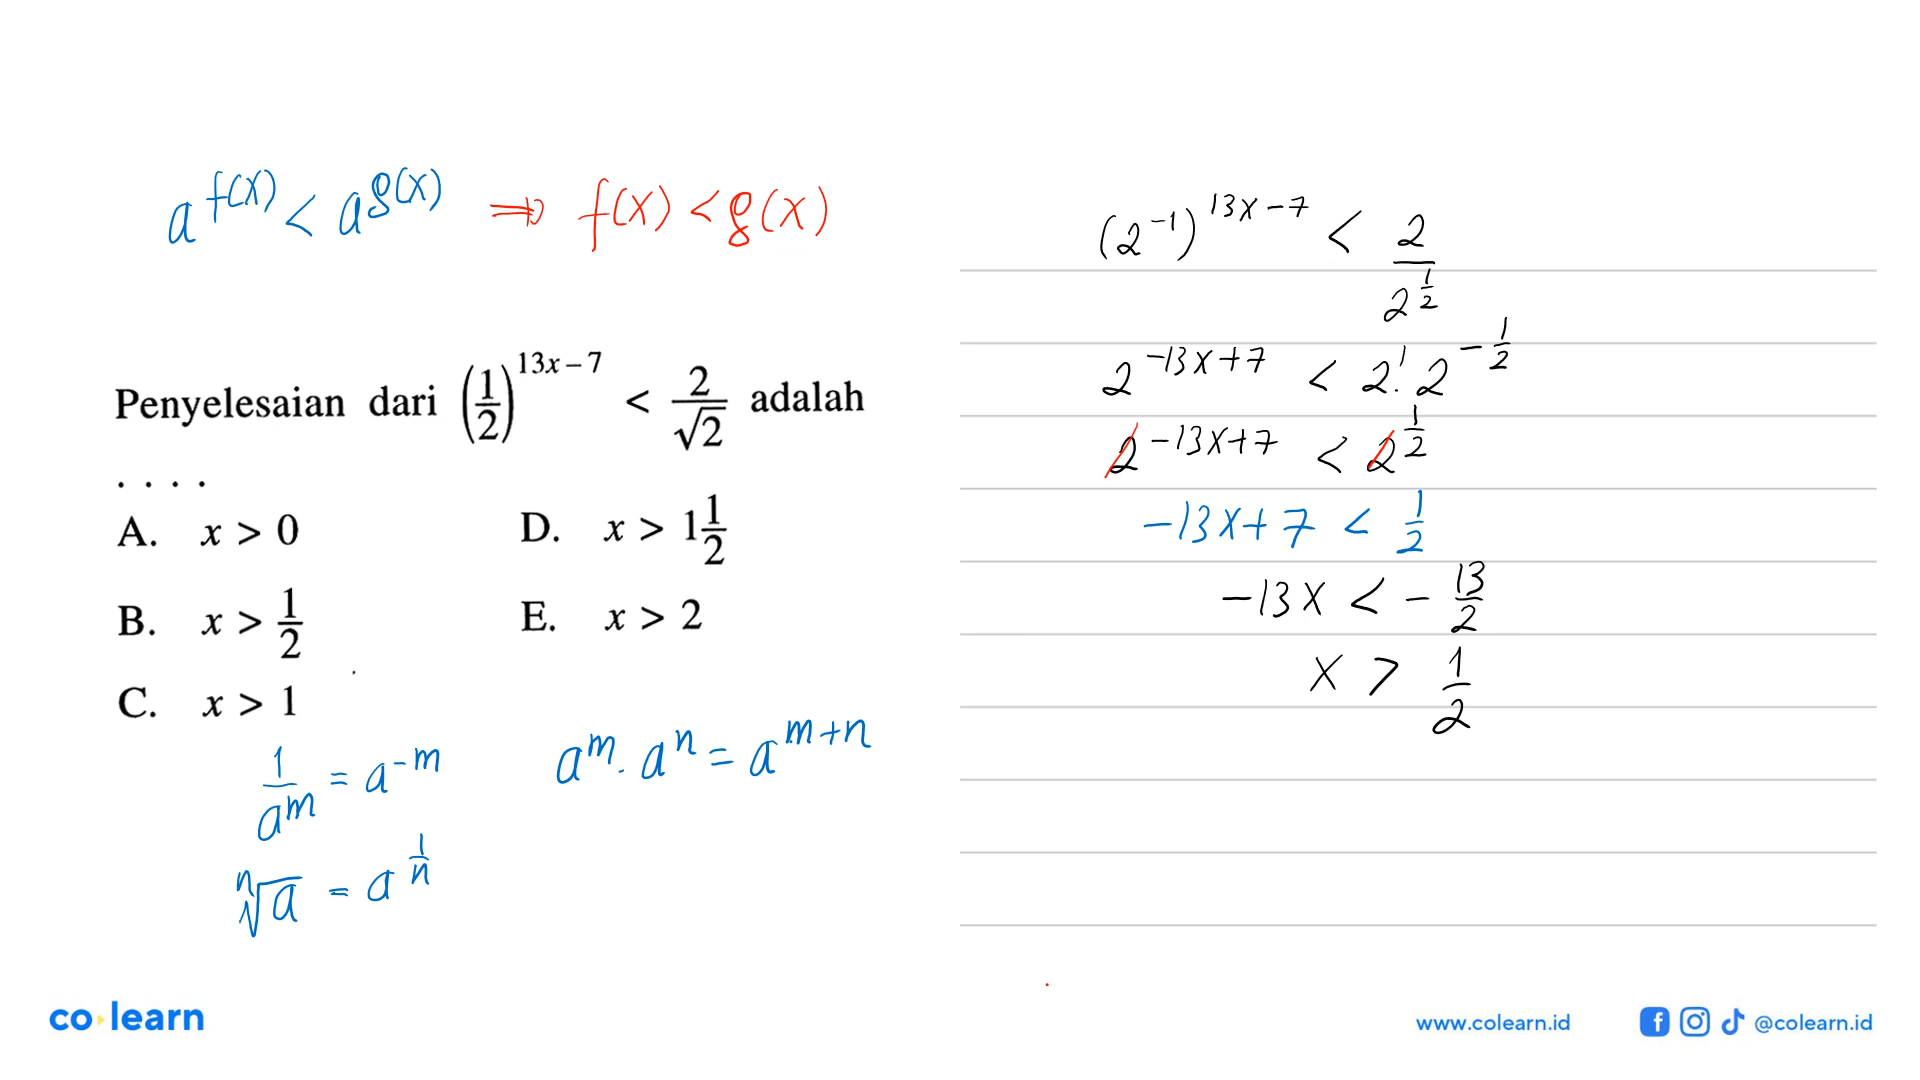 a^f(x) < a^g(x) ⇒ f(x) < g(x)
Penyelesaian dari (1/2)^(13x – 7) < 2/√2 adalah
. . . .
A. x > 0
B. x > 1/2
C. x > 1
D. x > 1 1/2
E. x > 2
1/a^m = a^-m
a^m . a^n = a^(m+n)
ⁿ√a = a^(1/n)
(2^-1)^(13x-7) < 2/2^(1/2)
2^(-13x+7) < 2^1 . 2^(-1/2)
2^(-13x+7) < 2^(1/2)
-13x+7 < 1/2
-13x < -13/2
x > 1/2
co learn
www.colearn.id
@colearn.id